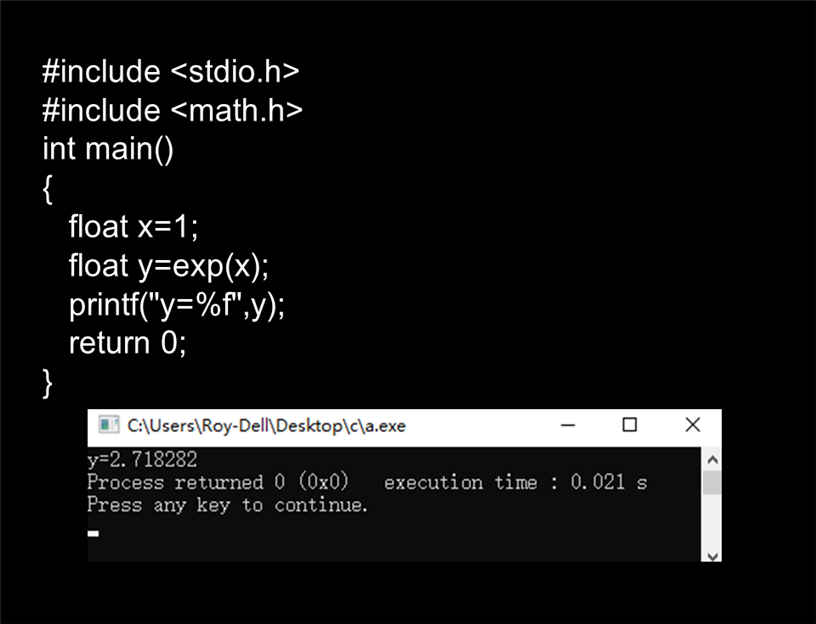 #include <stdio.h>
#include <math.h>
int main()
{
float x=1;
float y=exp(x);
printf("y=%f",y);
return 0;
}
C:\Users\Roy-Dell\Desktop\c\a.exe
y=2.718282
Process returned 0 (0x0) execution time : 0.021 s
Press any key to continue.